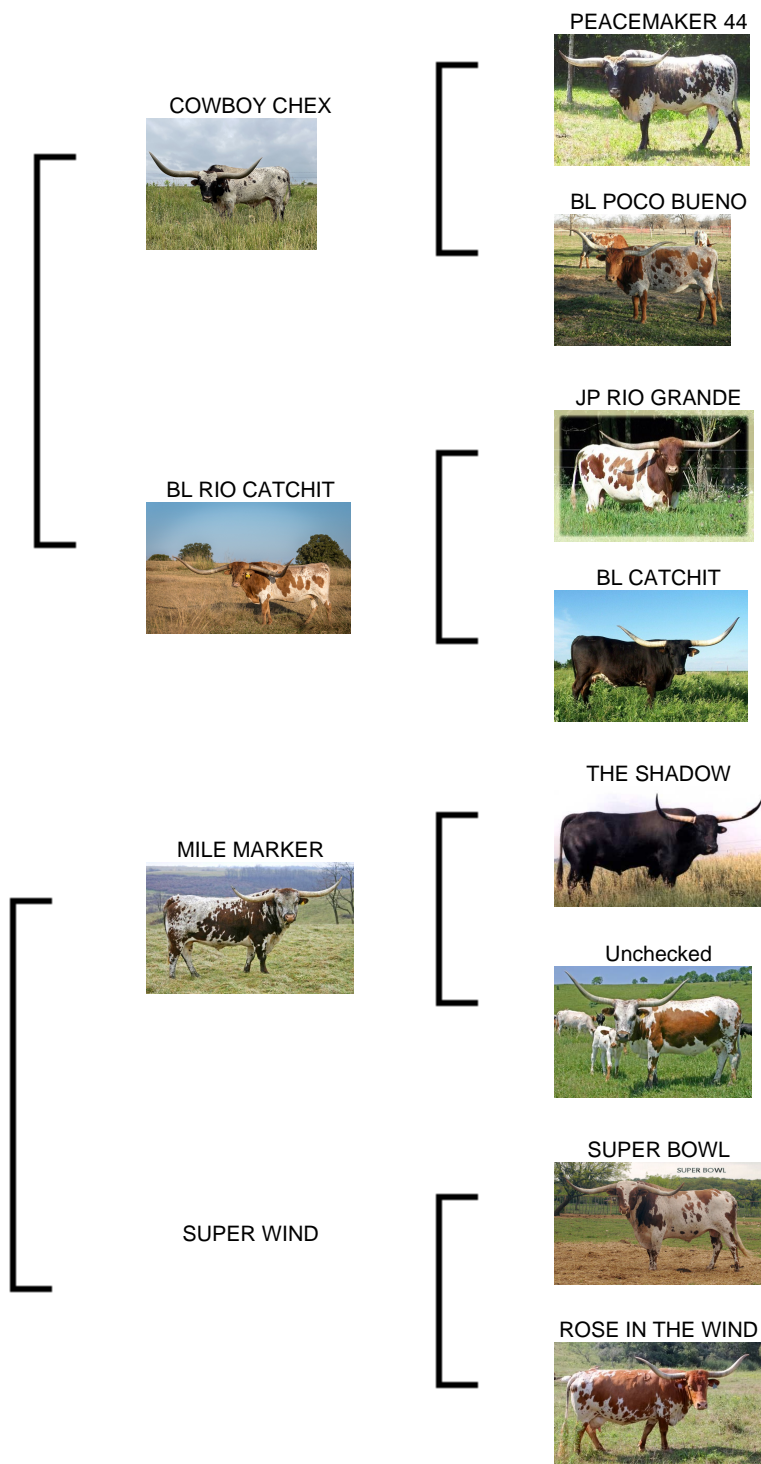 PEACEMAKER 44
COWBOY CHEX
BL POCO BUENO
JP RIO GRANDE
BL RIO CATCHIT
BL CATCHIT
THE SHADOW
MILE MARKER
Unchecked
SUPER BOWL
SUPER BOWL
SUPER WIND
ROSE IN THE WIND